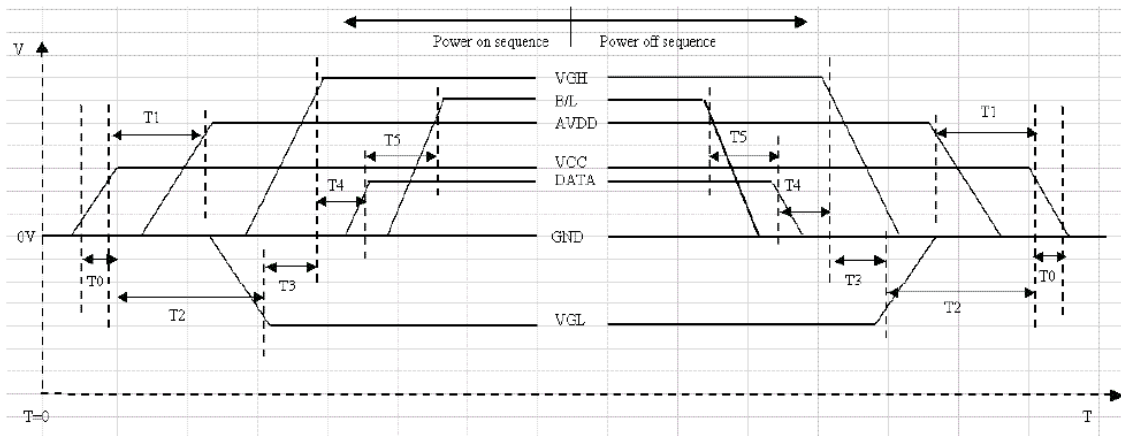 Power on sequence Power off sequence
V
VGH
B/L
T1 AVDD T1
T5 T5
VCC
T4 DATA T4
0V GND
T0 T3 T3 T0
T2 T2
VGL
T=0 T